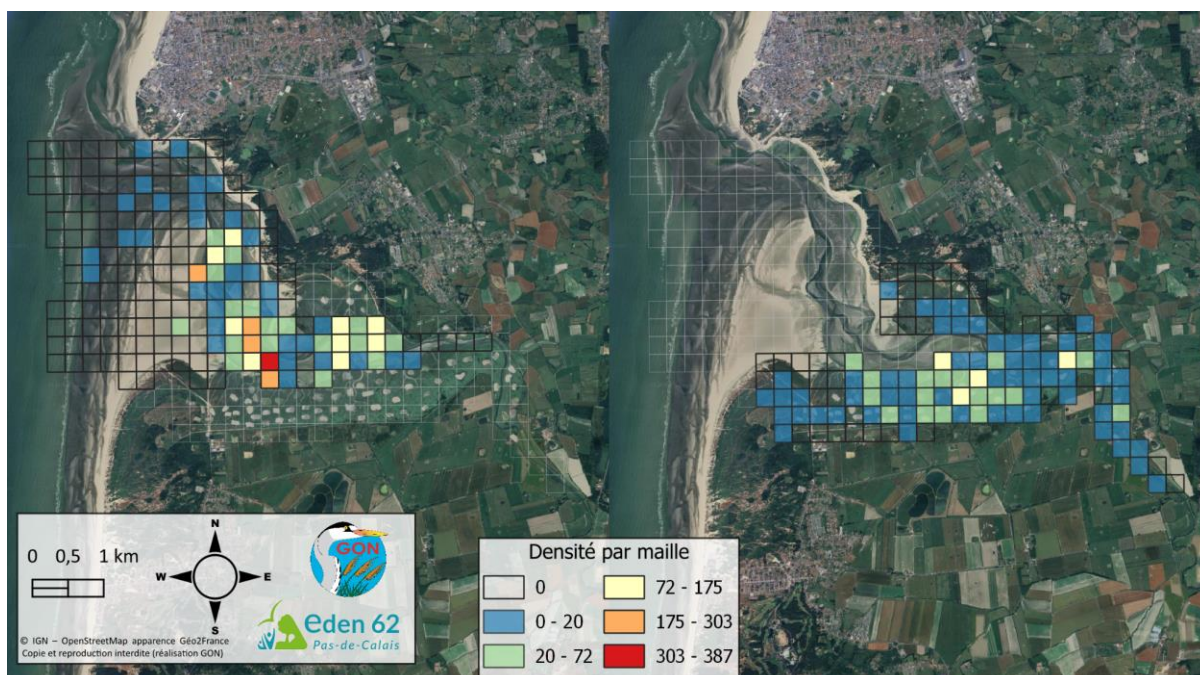 N
W E
S
0 0,5 1 km
GON
eden 62
Pas-de-Calais
© IGN – OpenStreetMap apparence Géo2France
Copie et reproduction interdite (réalisation GON)
Densité par maille
0
0 - 20
20 - 72
72 - 175
175 - 303
303 - 387